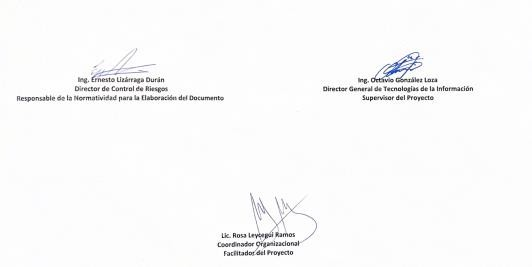 Ing. Ernesto Lizárraga Durán
Director de Control de Riesgos
Responsable de la Normatividad para la Elaboración del Documento
Ing. Octavio González Loza
Director General de Tecnologías de la Información
Supervisor del Proyecto
Lic. Rosa Leycegui Ramos
Coordinador Organizacional
Facilitador del Proyecto